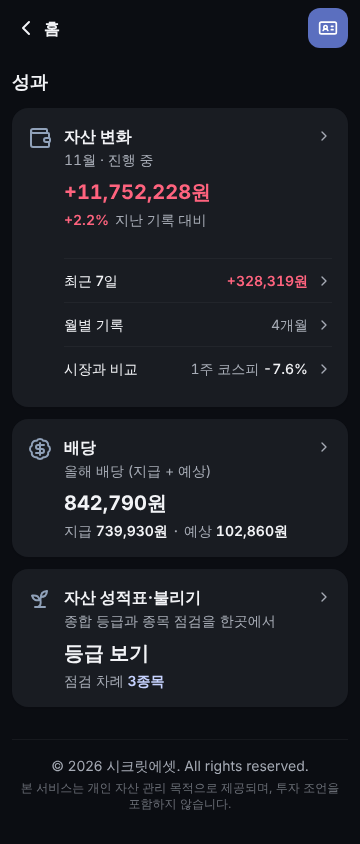 홈
성과
자산 변화
11월 · 진행 중
+11,752,228원
+2.2% 지난 기록 대비
최근 7일 +328,319원
월별 기록 4개월
시장과 비교 1주 코스피 -7.6%
배당
올해 배당 (지급 + 예상)
842,790원
지급 739,930원 · 예상 102,860원
자산 성적표·불리기
종합 등급과 종목 점검을 한곳에서
등급 보기
점검 차례 3종목
© 2026 시크릿에셋. All rights reserved.
본 서비스는 개인 자산 관리 목적으로 제공되며, 투자 조언을
포함하지 않습니다.